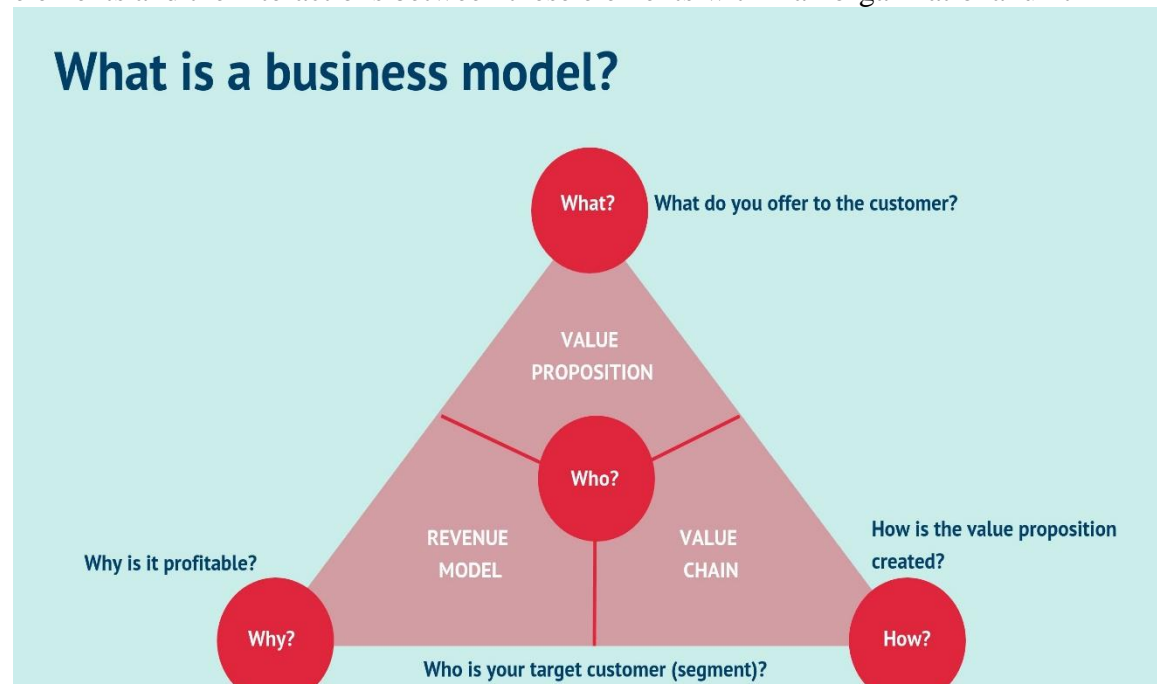 What is a business model?
What?
What do you offer to the customer?
VALUE
PROPOSITION
Who?
REVENUE
MODEL
VALUE
CHAIN
How is the value proposition
created?
Why is it profitable?
Why?
How?
Who is your target customer (segment)?